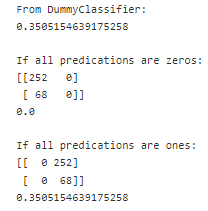 From DummyClassifier:
0.3505154639175258
If all predications are zeros:
[[252   0]
 [ 68   0]]
0.0
If all predications are ones:
[[  0 252]
 [  0  68]]
0.3505154639175258